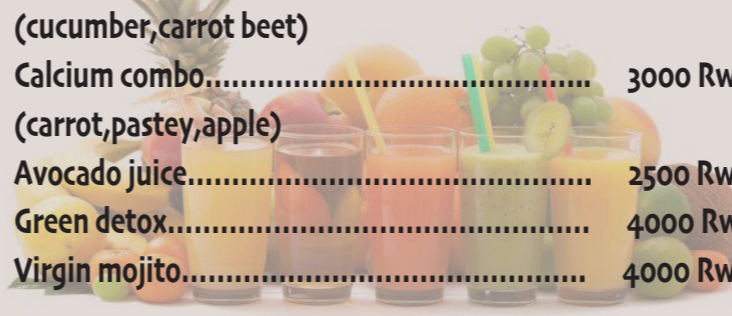 (cucumber,carrot beet)
Calcium combo............................................ 3000 Rw
(carrot,pastey,apple)
Avocado juice.............................................. 2500 Rw
Green detox................................................ 4000 Rw
Virgin mojito.............................................. 4000 Rw